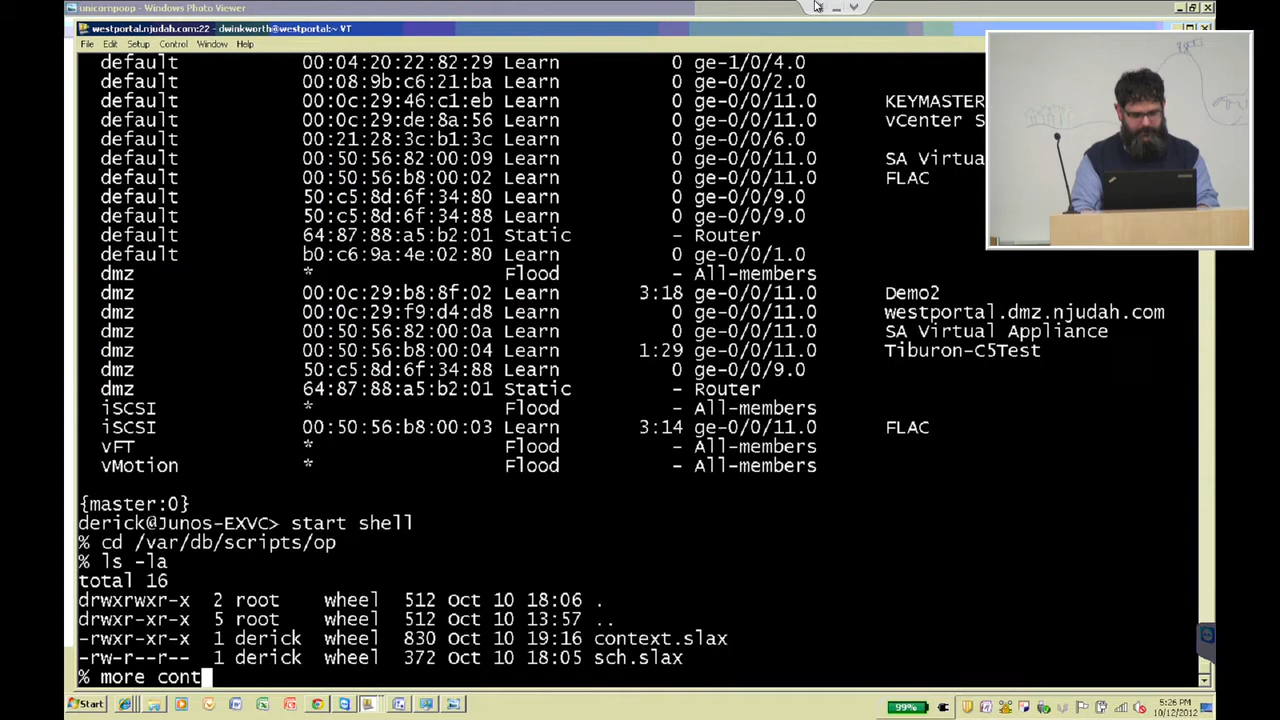 unicornpoop - Windows Photo Viewer
westportal.njudah.com:22 - dwinkworth@westportal:~ VT
File Edit Setup Control Window Help
default 00:04:20:22:82:29 Learn 0 ge-1/0/4.0
default 00:08:9b:c6:21:ba Learn 0 ge-0/0/2.0
default 00:0c:29:46:c1:eb Learn 0 ge-0/0/11.0 KEYMASTER
default 00:0c:29:de:8a:56 Learn 0 ge-0/0/11.0 vCenter S
default 00:21:28:3c:b1:3c Learn 0 ge-0/0/6.0
default 00:50:56:82:00:09 Learn 0 ge-0/0/11.0 SA Virtua
default 00:50:56:b8:00:02 Learn 0 ge-0/0/11.0 FLAC
default 50:c5:8d:6f:34:80 Learn 0 ge-0/0/9.0
default 50:c5:8d:6f:34:88 Learn 0 ge-0/0/9.0
default 64:87:88:a5:b2:01 Static - Router
default b0:c6:9a:4e:02:80 Learn 0 ge-0/0/1.0
dmz * Flood - All-members
dmz 00:0c:29:b8:8f:02 Learn 3:18 ge-0/0/11.0 Demo2
dmz 00:0c:29:f9:d4:d8 Learn 0 ge-0/0/11.0 westportal.dmz.njudah.com
dmz 00:50:56:82:00:0a Learn 0 ge-0/0/11.0 SA Virtual Appliance
dmz 00:50:56:b8:00:04 Learn 1:29 ge-0/0/11.0 Tiburon-C5Test
dmz 50:c5:8d:6f:34:88 Learn 0 ge-0/0/9.0
dmz 64:87:88:a5:b2:01 Static - Router
iSCSI * Flood - All-members
iSCSI 00:50:56:b8:00:03 Learn 3:14 ge-0/0/11.0 FLAC
vFT * Flood - All-members
vMotion * Flood - All-members
{master:0}
derick@Junos-EXVC> start shell
% cd /var/db/scripts/op
% ls -la
total 16
drwxrwxr-x 2 root wheel 512 Oct 10 18:06 .
drwxr-xr-x 5 root wheel 512 Oct 10 13:57 ..
-rwxr-xr-x 1 derick wheel 830 Oct 10 19:16 context.slax
-rw-r--r-- 1 derick wheel 372 Oct 10 18:05 sch.slax
% more cont
Start
99%
5:26 PM
10/12/2012